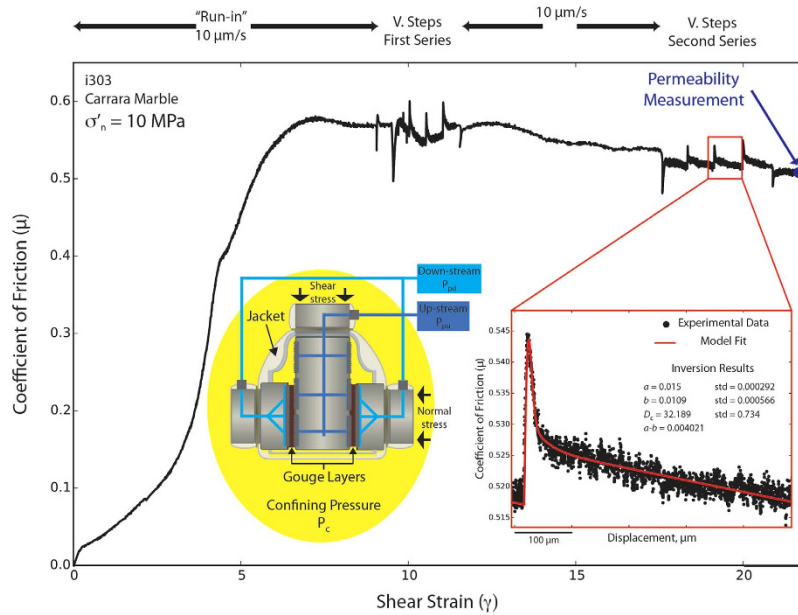 "Run-in"
10 µm/s
V. Steps
First Series
10 µm/s
V. Steps
Second Series
i303
Carrara Marble
σ′n = 10 MPa
Permeability
Measurement
Coefficient of Friction (µ)
0.6
0.5
0.4
0.3
0.2
0.1
0.0
Down-stream
Ppd
Shear
stress
Up-stream
Ppu
Jacket
Normal
stress
Gouge Layers
Confining Pressure
Pc
Experimental Data
Model Fit
Inversion Results
a = 0.015 std = 0.000292
b = 0.0109 std = 0.000566
Dc = 32.189 std = 0.734
a-b = 0.004021
Coefficient of Friction (µ)
0.545
0.540
0.535
0.530
0.525
0.520
0.515
100 µm
Displacement, µm
0 5 10 15 20
Shear Strain (γ)